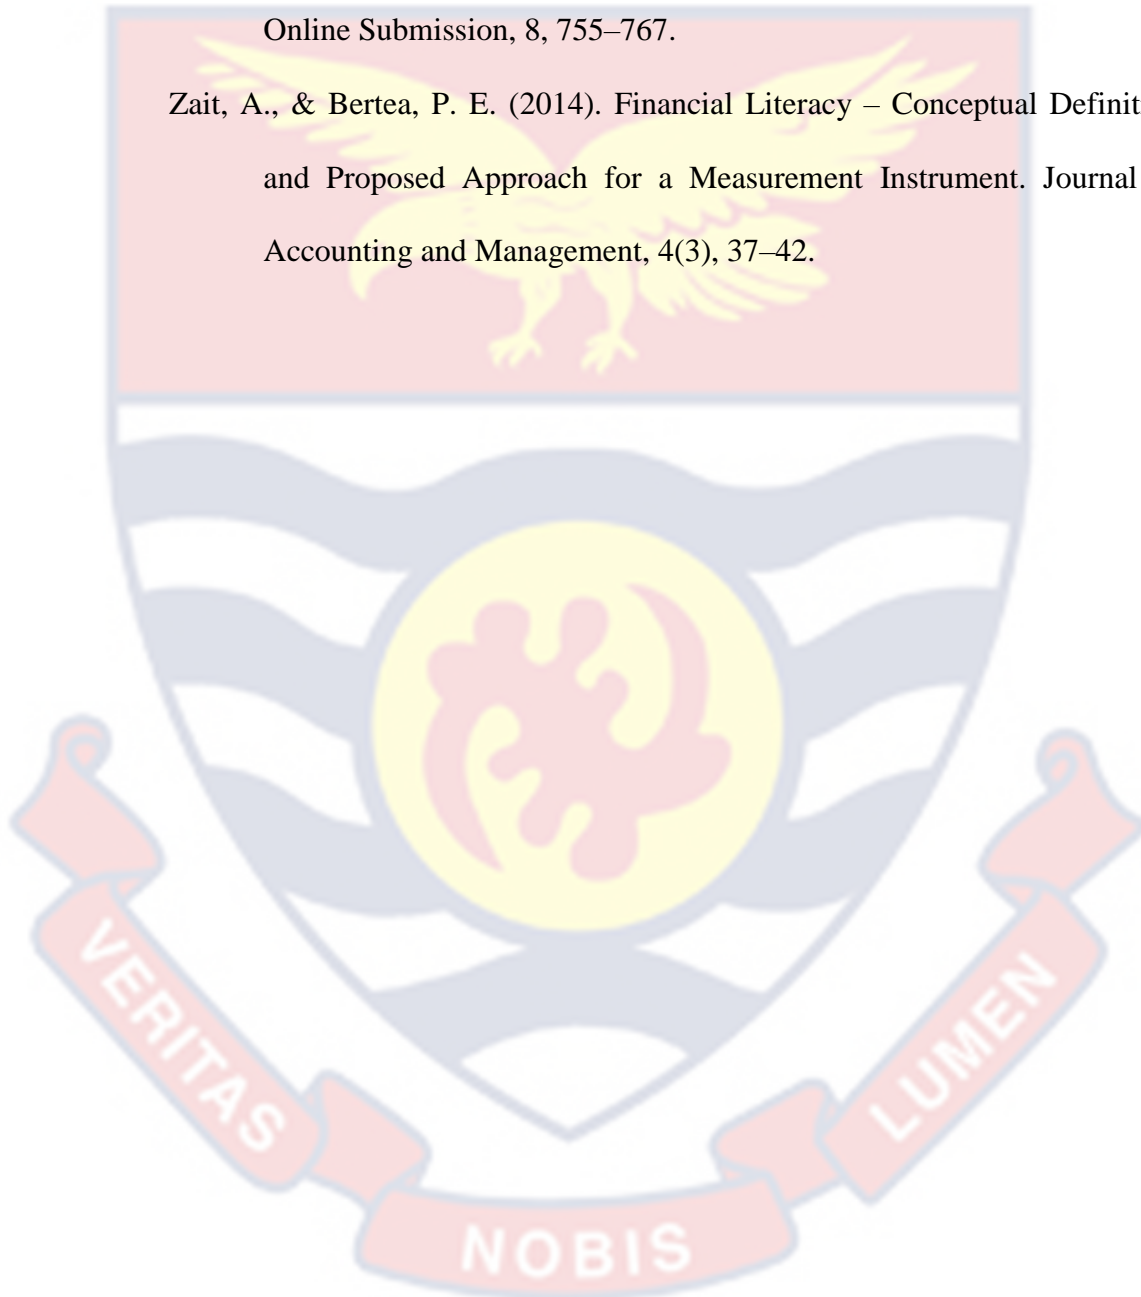 Online Submission, 8, 755–767.
Zait, A., & Bertea, P. E. (2014). Financial Literacy – Conceptual Definit
and Proposed Approach for a Measurement Instrument. Journal
Accounting and Management, 4(3), 37–42.
VERITAS
NOBIS
LUMEN